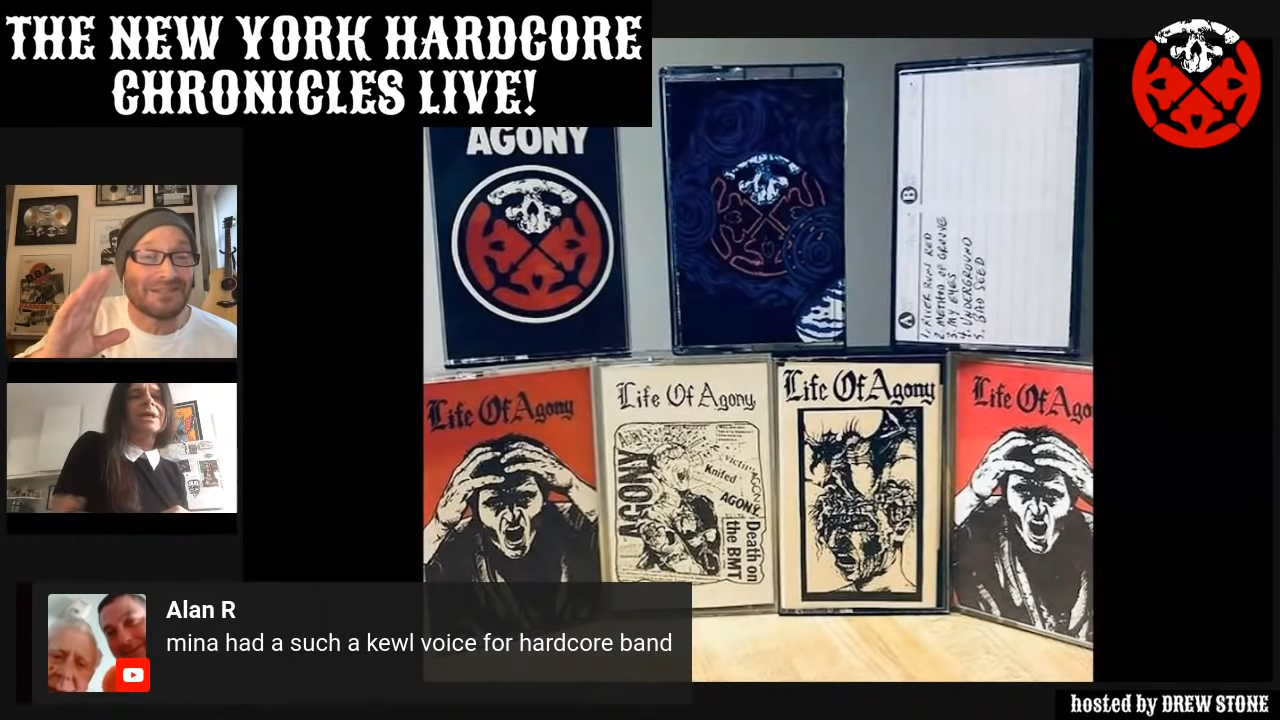 THE NEW YORK HARDCORE
CHRONICLES LIVE!
AGONY
A
B
1. RIVER RUNS RED
2. METHOD OF GROOVE
3. MY EYES
4. UNDERGROUND
5. BAD SEED
D.O.A.
HARDCORE
Life Of Agony
Life Of Agony
AGONY
Victim
Knifed
AGONY
Death on
the BMT
Life Of Agony
Life Of Ago
Alan R
mina had a such a kewl voice for hardcore band
hosted by DREW STONE